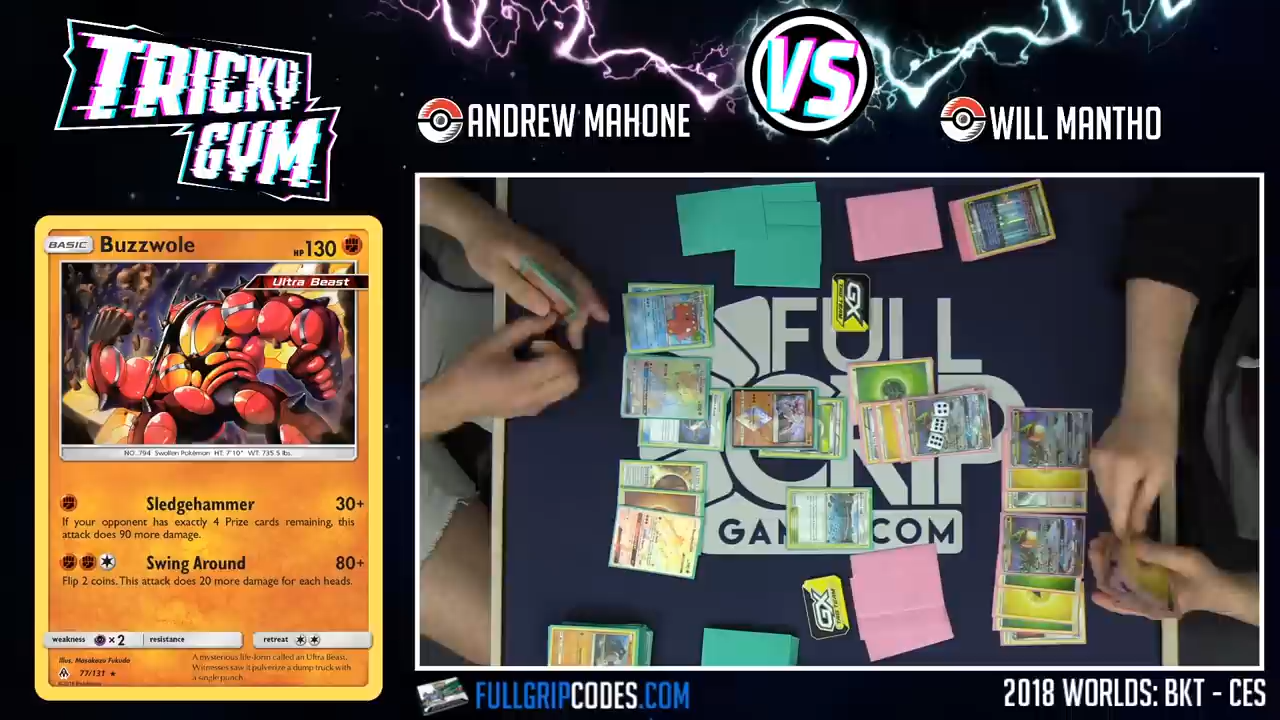 TRICKY
GYM
ANDREW MAHONE
VS
WILL MANTHO
BASIC Buzzwole HP 130
Ultra Beast
NO. 794 Swollen Pokémon HT: 7'10" WT: 735.5 lbs.
Sledgehammer 30+
If your opponent has exactly 4 Prize cards remaining, this
attack does 90 more damage.
Swing Around 80+
Flip 2 coins. This attack does 20 more damage for each heads.
weakness ×2 resistance retreat
Illus. Masakazu Fukuda
77/131
A mysterious life-form called an Ultra Beast.
Witnesses saw it pulverize a dump truck with
a single punch.
GX
FULL
GRIP
GAMES.COM
GX
FULLGRIPCODES.COM
2018 WORLDS: BKT - CES